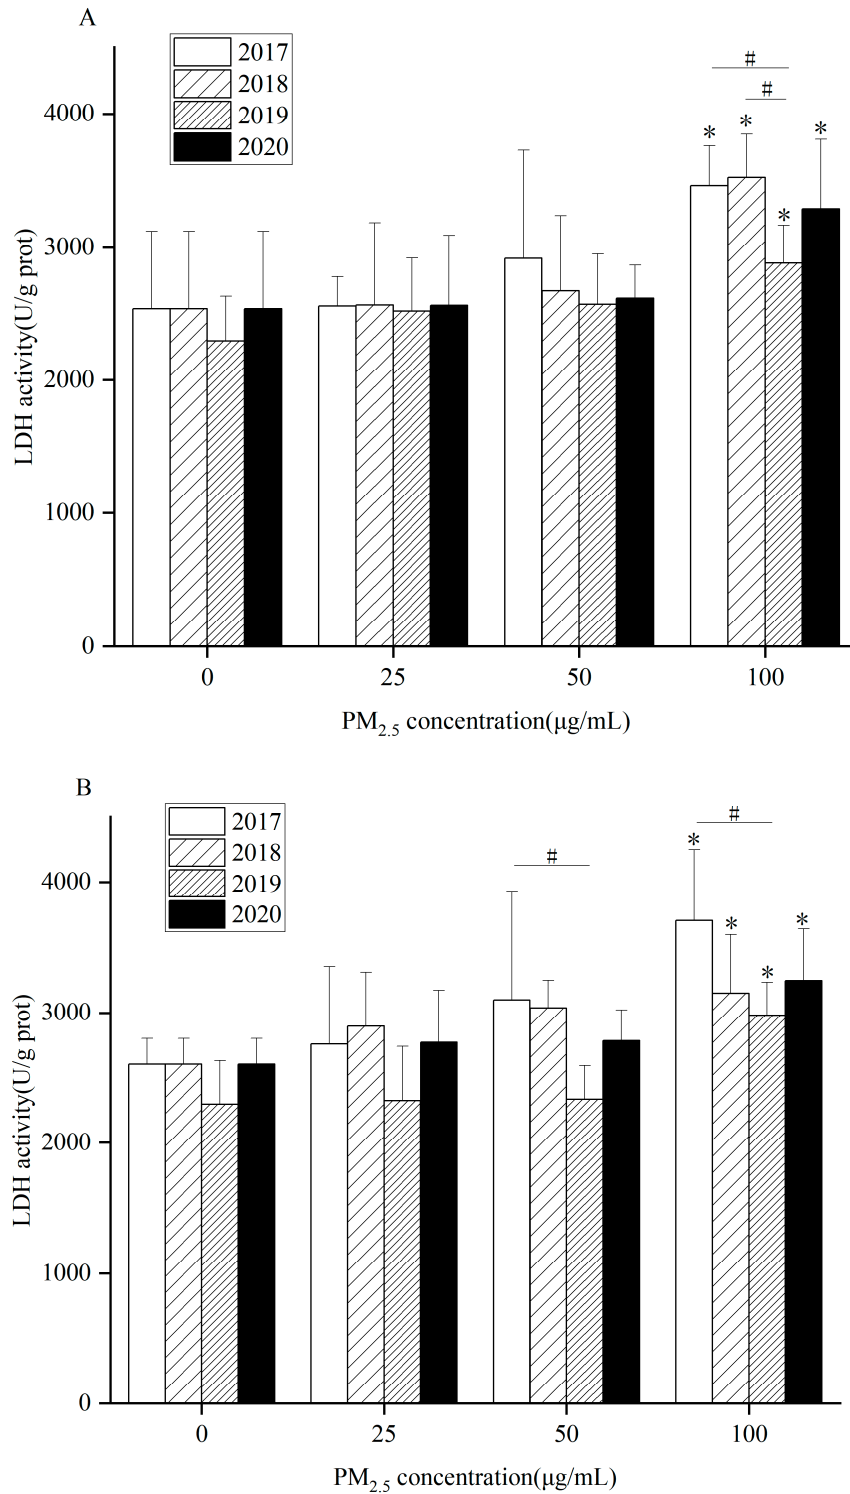 A
2017
2018
2019
2020
#
#
* * * *
4000
3000
2000
1000
0
LDH activity(U/g prot)
0 25 50 100
PM2.5 concentration(μg/mL)
B
2017
2018
2019
2020
#
#
* * * *
4000
3000
2000
1000
0
LDH activity(U/g prot)
0 25 50 100
PM2.5 concentration(μg/mL)